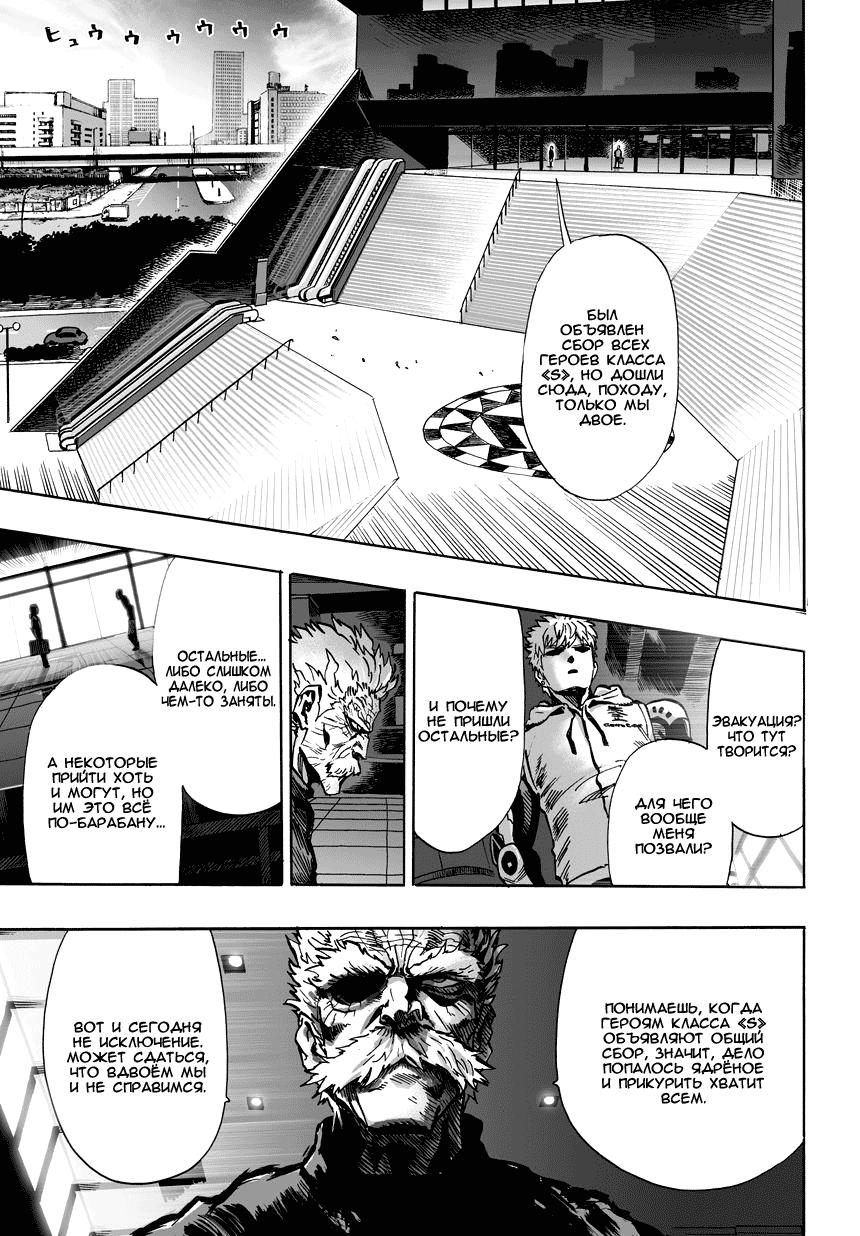 ヒュウゥゥウウウ
БЫЛ
ОБЪЯВЛЕН
СБОР ВСЕХ
ГЕРОЕВ КЛАССА
《S》, НО ДОШЛИ
СЮДА, ПОХОДУ,
ТОЛЬКО МЫ
ДВОЕ.
ЭВАКУАЦИЯ?
ЧТО ТУТ
ТВОРИТСЯ?
ДЛЯ ЧЕГО
ВООБЩЕ
МЕНЯ
ПОЗВАЛИ?
И ПОЧЕМУ
НЕ ПРИШЛИ
ОСТАЛЬНЫЕ?
ОСТАЛЬНЫЕ...
ЛИБО СЛИШКОМ
ДАЛЕКО, ЛИБО
ЧЕМ-ТО ЗАНЯТЫ.
А НЕКОТОРЫЕ
ПРИЙТИ ХОТЬ
И МОГУТ, НО
ИМ ЭТО ВСЁ
ПО-БАРАБАНУ...
ПОНИМАЕШЬ, КОГДА
ГЕРОЯМ КЛАССА 《S》
ОБЪЯВЛЯЮТ ОБЩИЙ
СБОР, ЗНАЧИТ, ДЕЛО
ПОПАЛОСЬ ЯДРЁНОЕ
И ПРИКУРИТЬ ХВАТИТ
ВСЕМ.
ВОТ И СЕГОДНЯ
НЕ ИСКЛЮЧЕНИЕ.
МОЖЕТ СДАТЬСЯ,
ЧТО ВДВОЁМ МЫ
И НЕ СПРАВИМСЯ.